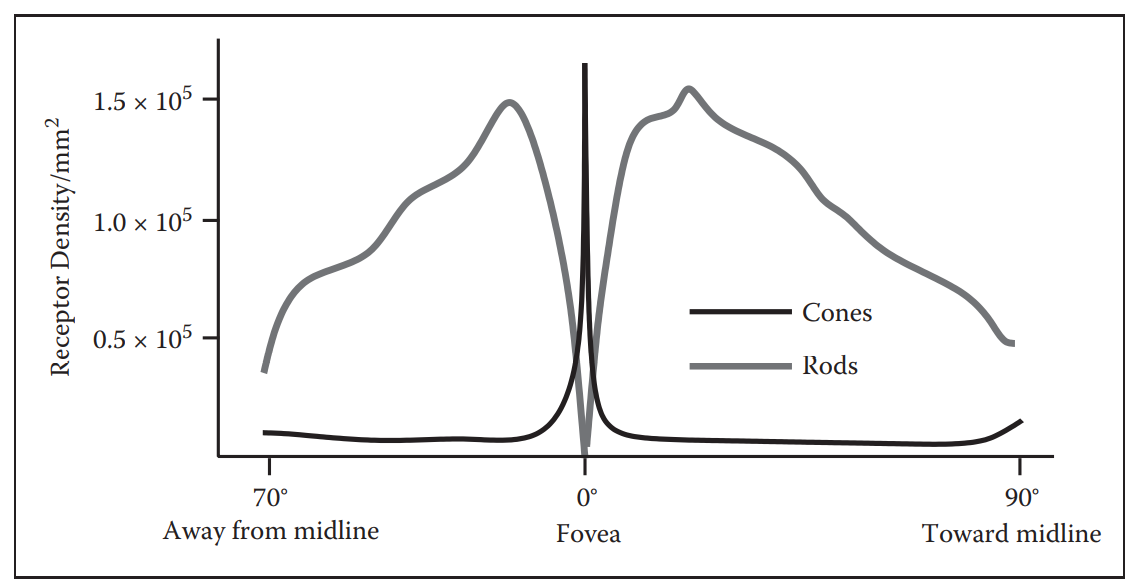 Receptor Density/mm²
1.5 × 10⁵
1.0 × 10⁵
0.5 × 10⁵
Cones
Rods
70°
0°
90°
Away from midline
Fovea
Toward midline